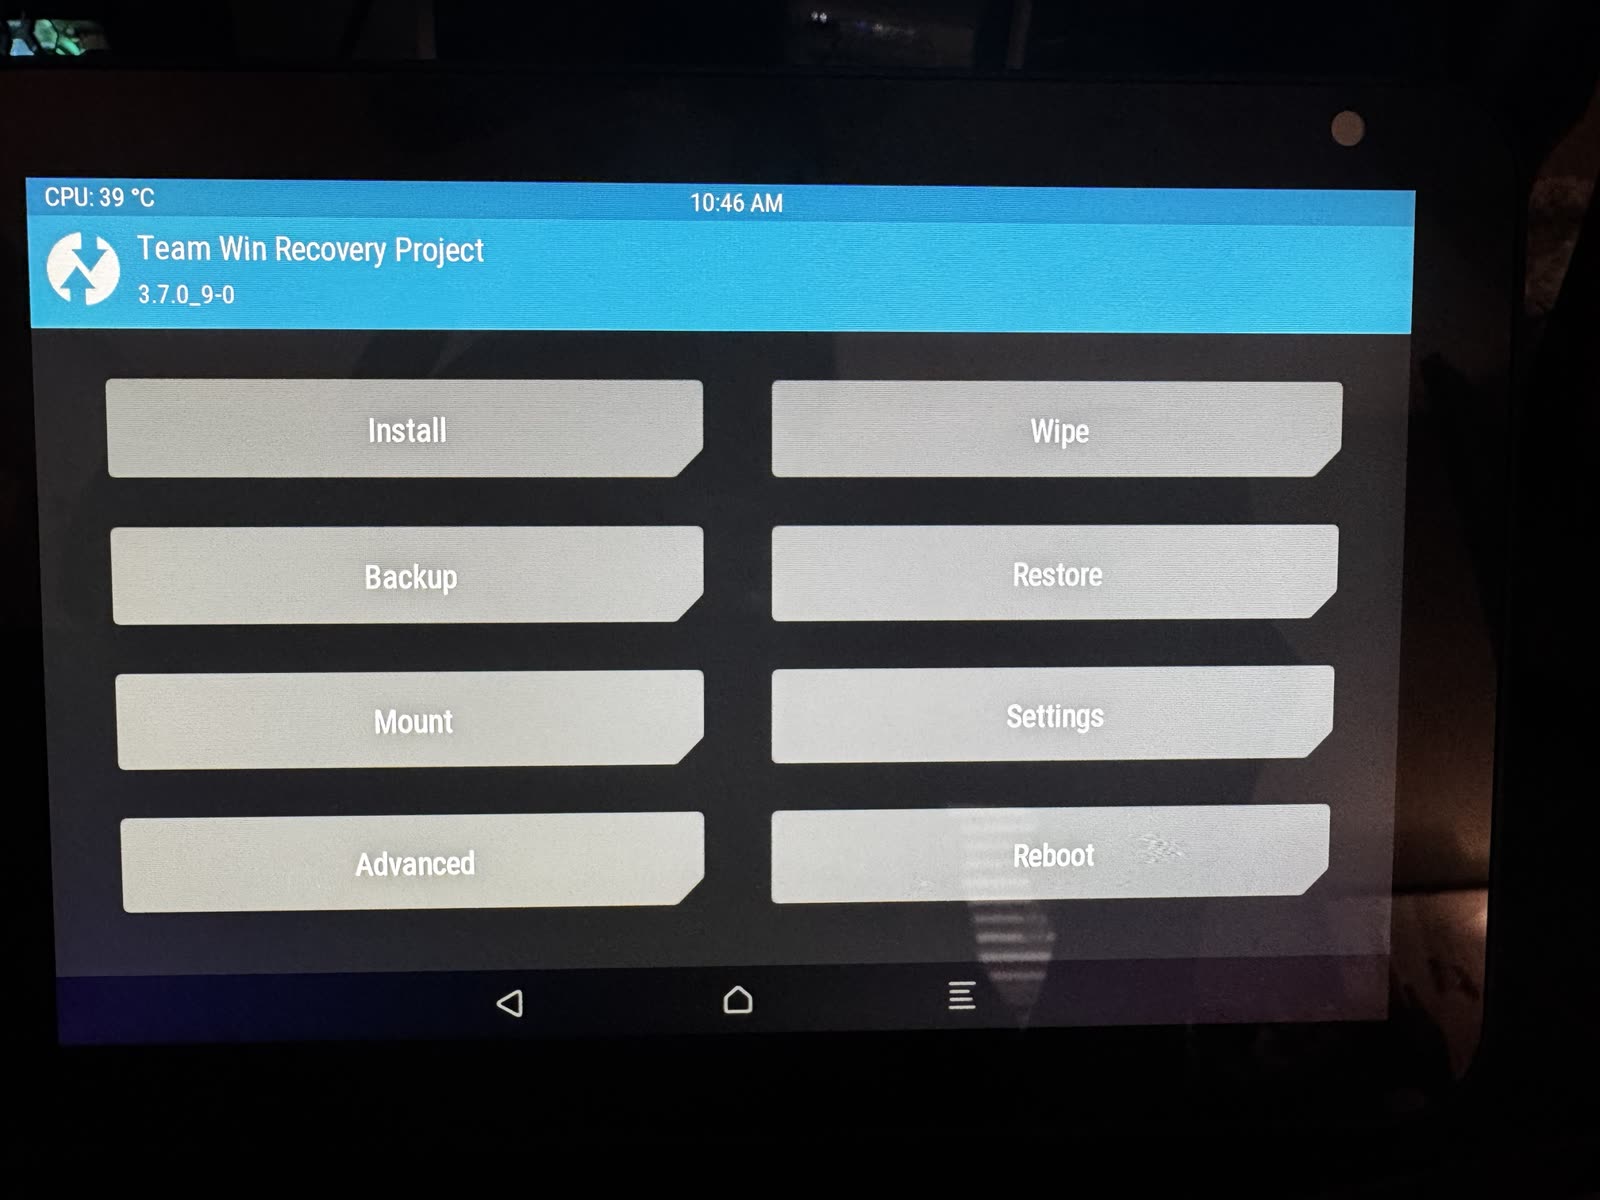 CPU: 39 °C
10:46 AM
Team Win Recovery Project
3.7.0_9-0
Install
Wipe
Backup
Restore
Mount
Settings
Advanced
Reboot